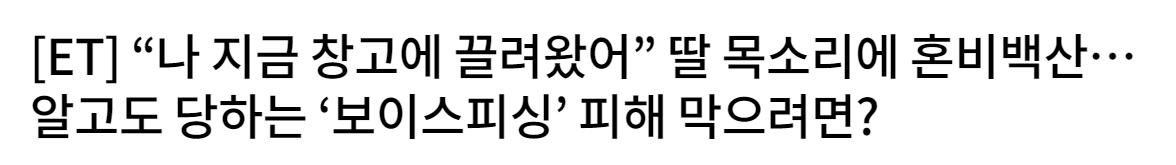 [ET] “나 지금 창고에 끌려왔어” 딸 목소리에 혼비백산…
알고도 당하는 ‘보이스피싱’ 피해 막으려면?